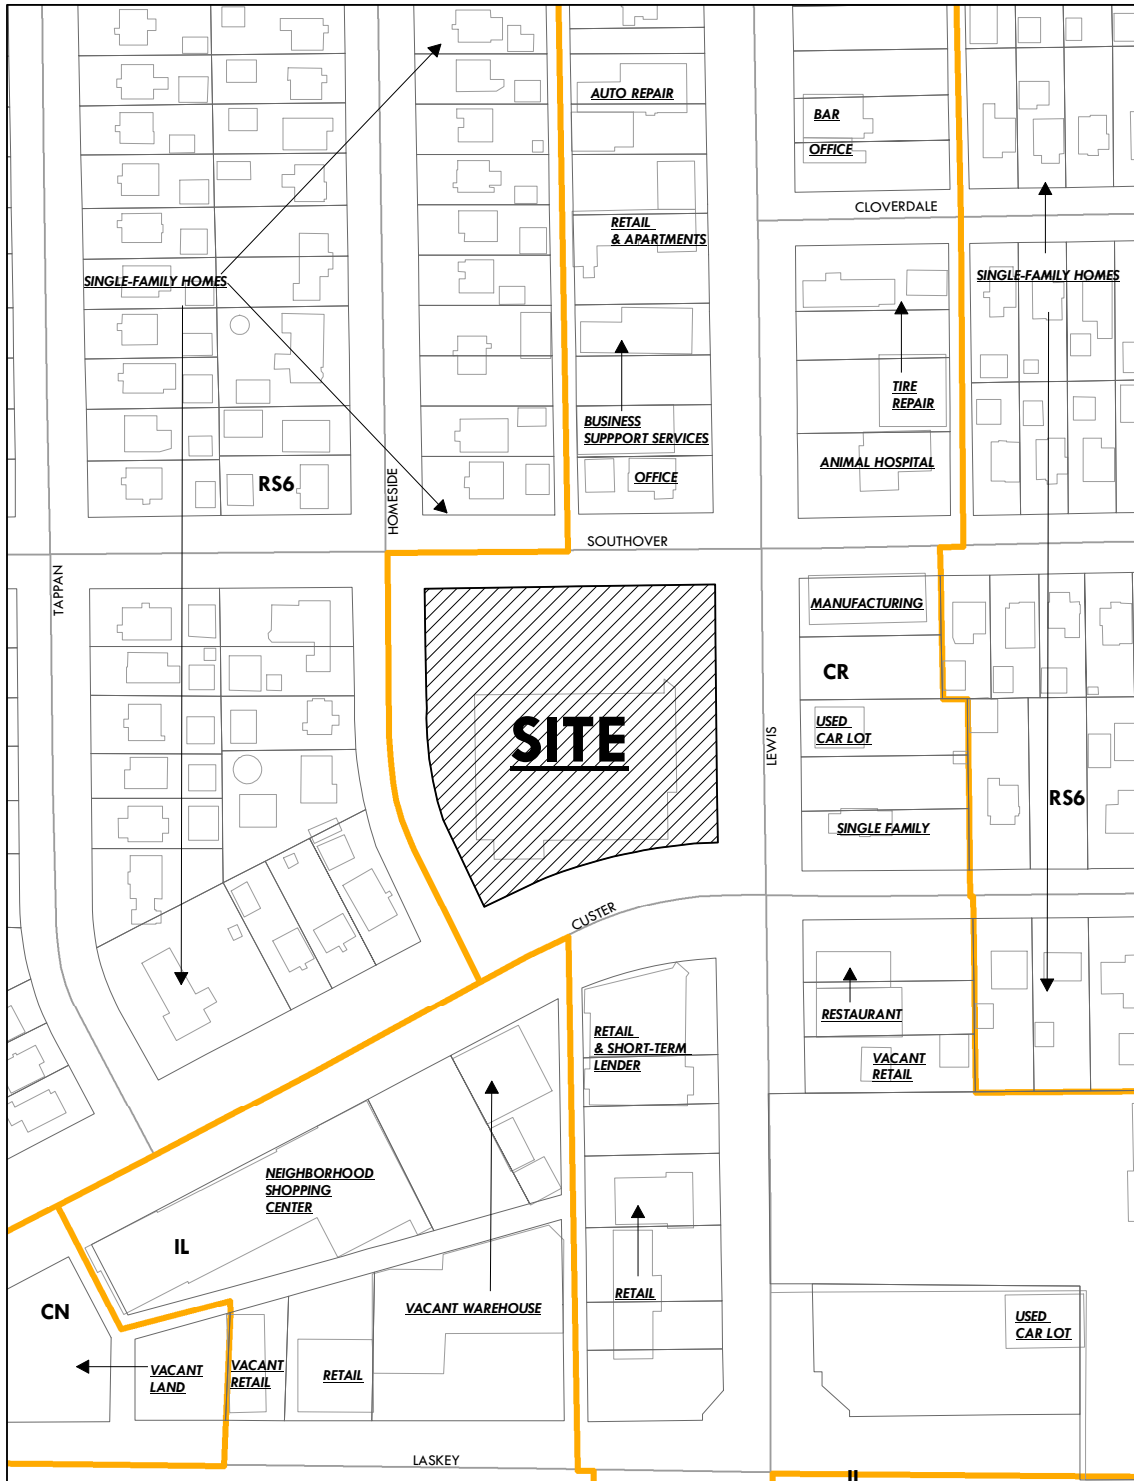 AUTO REPAIR
BAR
OFFICE
CLOVERDALE
RETAIL
& APARTMENTS
SINGLE-FAMILY HOMES
SINGLE-FAMILY HOMES
TIRE
REPAIR
BUSINESS
SUPPPORT SERVICES
ANIMAL HOSPITAL
OFFICE
RS6
HOMESIDE
SOUTHOVER
TAPPAN
MANUFACTURING
CR
SITE
USED
CAR LOT
LEWIS
RS6
SINGLE FAMILY
CUSTER
RESTAURANT
RETAIL
& SHORT-TERM
LENDER
VACANT
RETAIL
NEIGHBORHOOD
SHOPPING
CENTER
IL
CN
VACANT WAREHOUSE
RETAIL
USED
CAR LOT
VACANT
LAND
VACANT
RETAIL
RETAIL
LASKEY